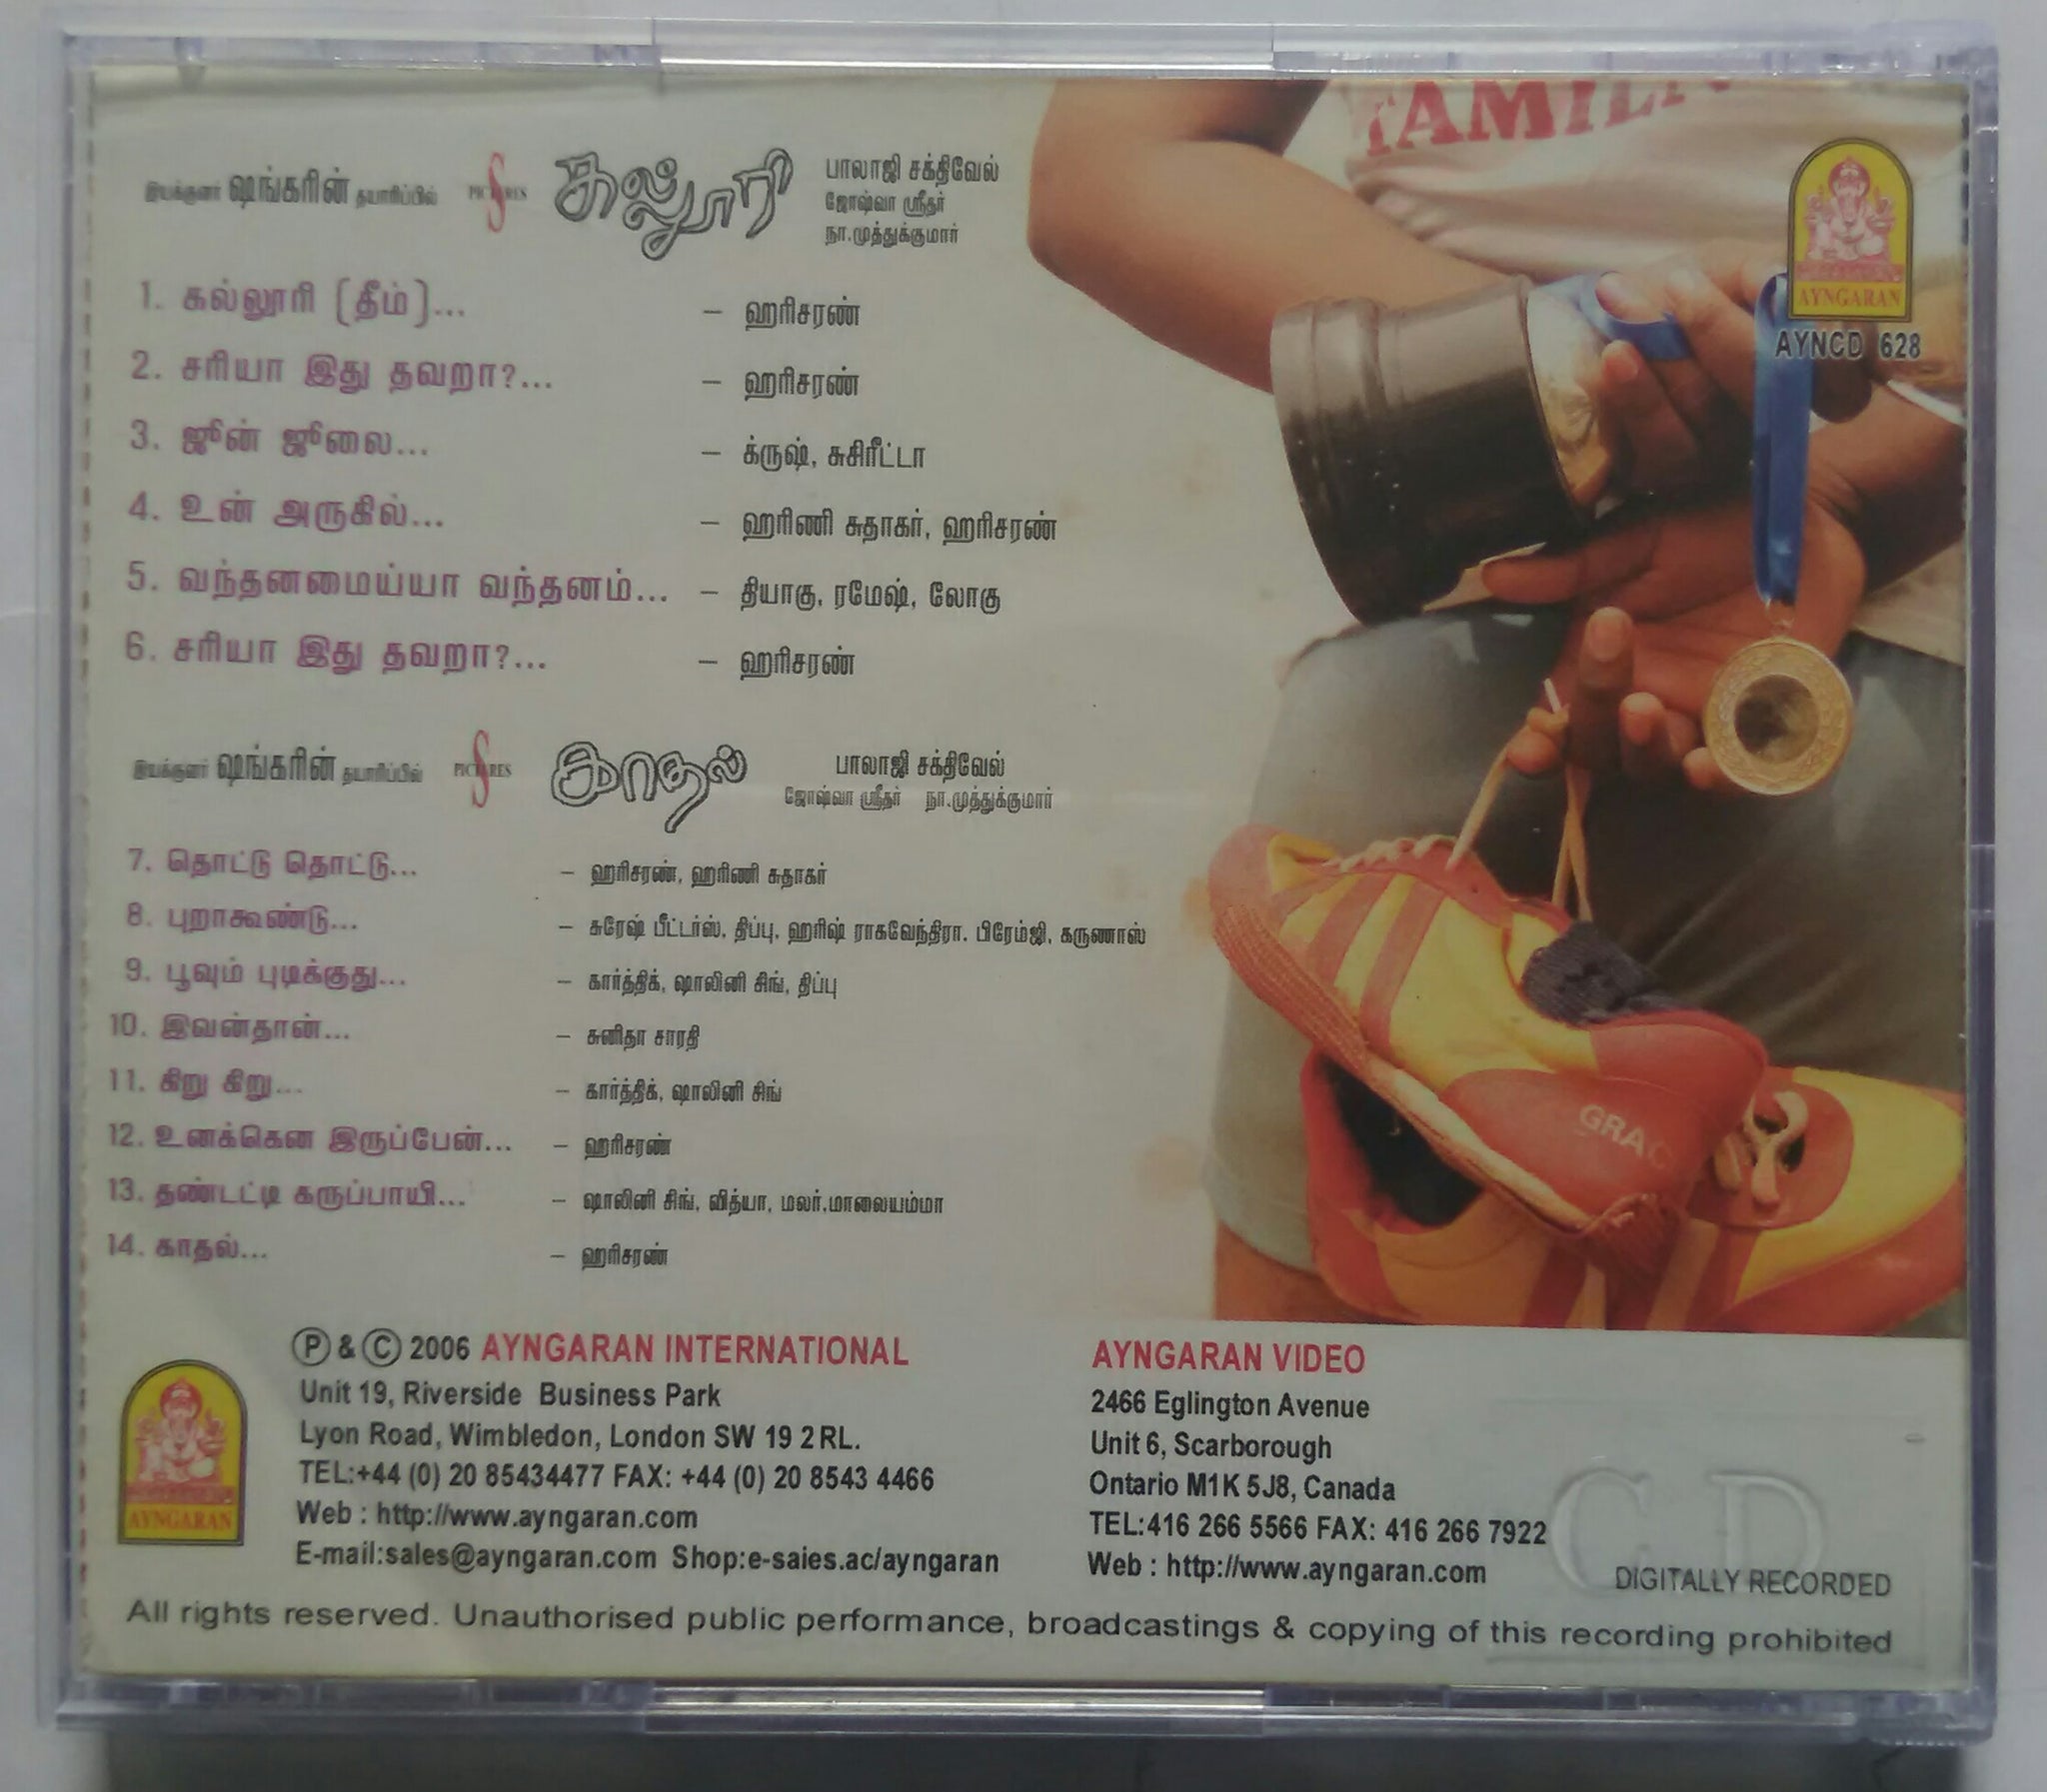 TAMIL
இயக்குனர் ஷங்கரின் தயாரிப்பில் S PICTURES கல்லூரி பாலாஜி சக்திவேல்
ஜோஷ்வா ஸ்ரீதர்
நா.முத்துக்குமார்
AYNGARAN
AYNCD 628
1. கல்லூரி (தீம்)... – ஹரிசரண்
2. சரியா இது தவறா?... – ஹரிசரண்
3. ஜூன் ஜூலை... – க்ருஷ், சுசிரீட்டா
4. உன் அருகில்... – ஹரிணி சுதாகர், ஹரிசரண்
5. வந்தனமைய்யா வந்தனம்... – தியாகு, ரமேஷ், லோகு
6. சரியா இது தவறா?... – ஹரிசரண்
இயக்குனர் ஷங்கரின் தயாரிப்பில் S PICTURES காதல் பாலாஜி சக்திவேல்
ஜோஷ்வா ஸ்ரீதர் நா.முத்துக்குமார்
7. தொட்டு தொட்டு... – ஹரிசரண், ஹரிணி சுதாகர்
8. புறாகூண்டு... – சுரேஷ் பீட்டர்ஸ், திப்பு, ஹரிஷ் ராகவேந்திரா, பிரேம்ஜி, கருணாஸ்
9. பூவும் புடிக்குது... – கார்த்திக், ஷாலினி சிங், திப்பு
10. இவன்தான்... – சுனிதா சாரதி
11. கிறு கிறு... – கார்த்திக், ஷாலினி சிங்
12. உனக்கென இருப்பேன்... – ஹரிசரண்
13. தண்டட்டி கருப்பாயி... – ஷாலினி சிங், வித்யா, மலர்.மாலையம்மா
14. காதல்... – ஹரிசரண்
GRAC
AYNGARAN
Ⓟ & Ⓒ 2006 AYNGARAN INTERNATIONAL
Unit 19, Riverside Business Park
Lyon Road, Wimbledon, London SW 19 2RL.
TEL:+44 (0) 20 85434477 FAX: +44 (0) 20 8543 4466
Web : http://www.ayngaran.com
E-mail:sales@ayngaran.com Shop:e-saies.ac/ayngaran
AYNGARAN VIDEO
2466 Eglington Avenue
Unit 6, Scarborough
Ontario M1K 5J8, Canada
TEL:416 266 5566 FAX: 416 266 7922
Web : http://www.ayngaran.com
CD
DIGITALLY RECORDED
All rights reserved. Unauthorised public performance, broadcastings & copying of this recording prohibited